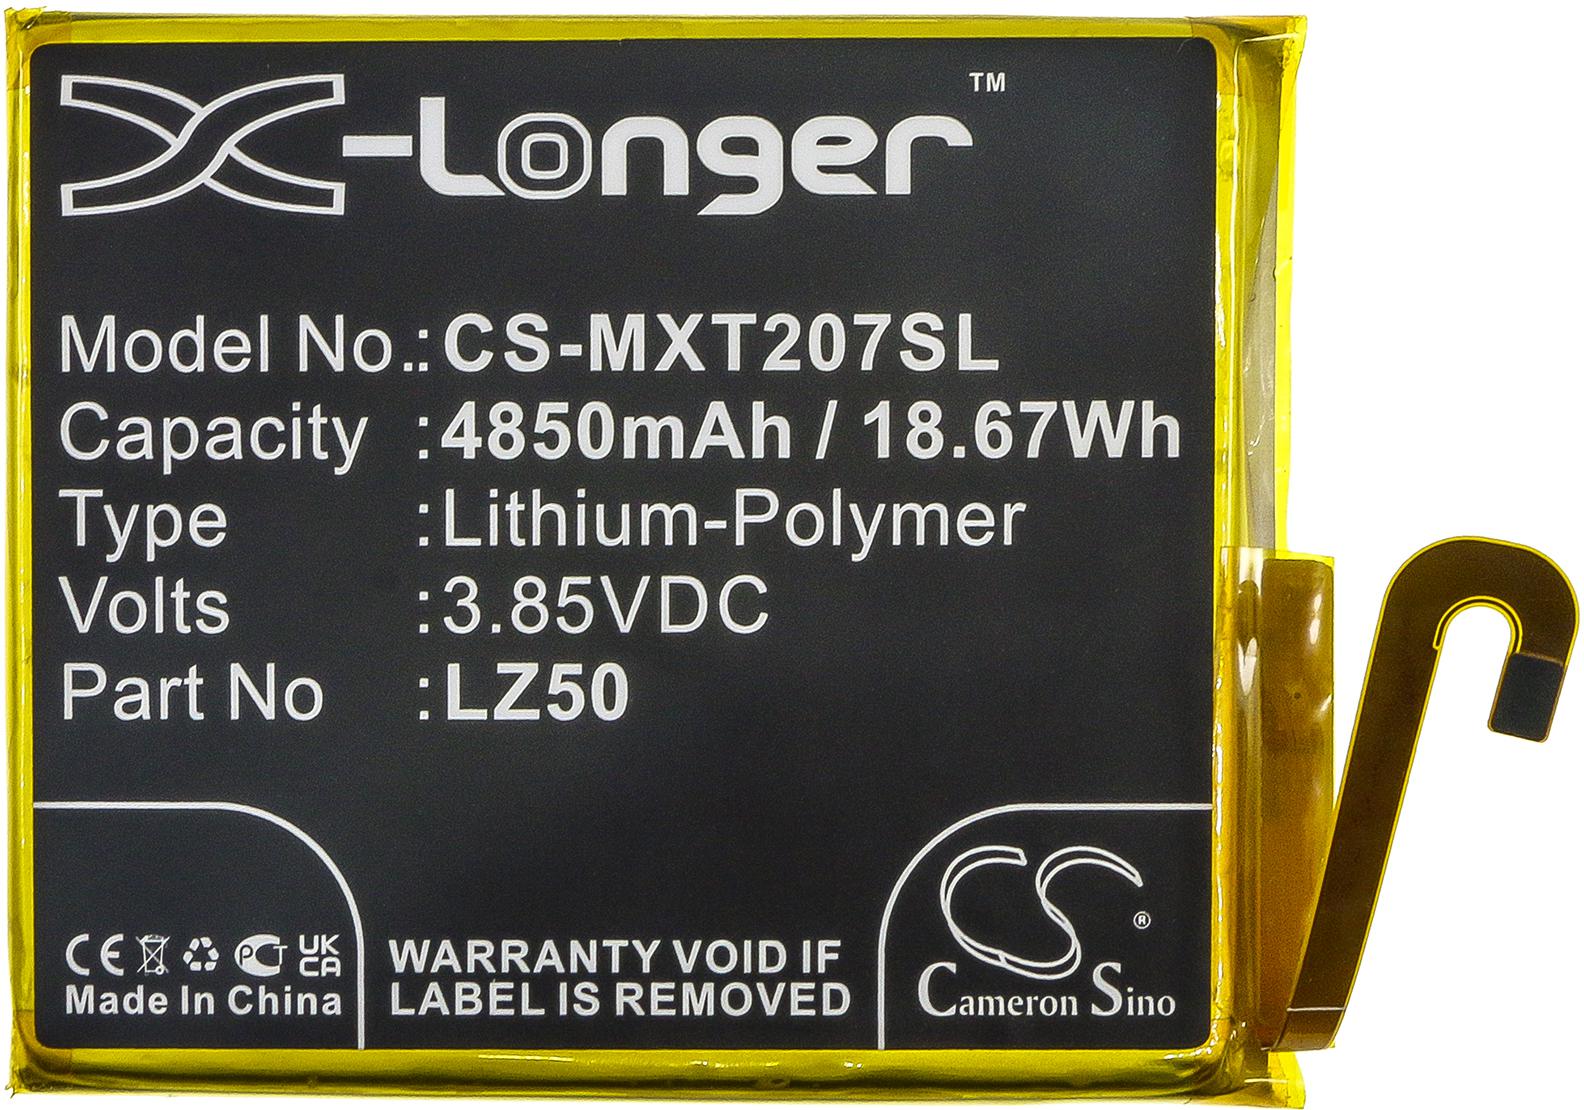 X-Longer™
Model No.:CS-MXT207SL
Capacity :4850mAh / 18.67Wh
Type :Lithium-Polymer
Volts :3.85VDC
Part No :LZ50
CE PCT UK CA
Made In China
WARRANTY VOID IF
LABEL IS REMOVED
CS®
Cameron Sino